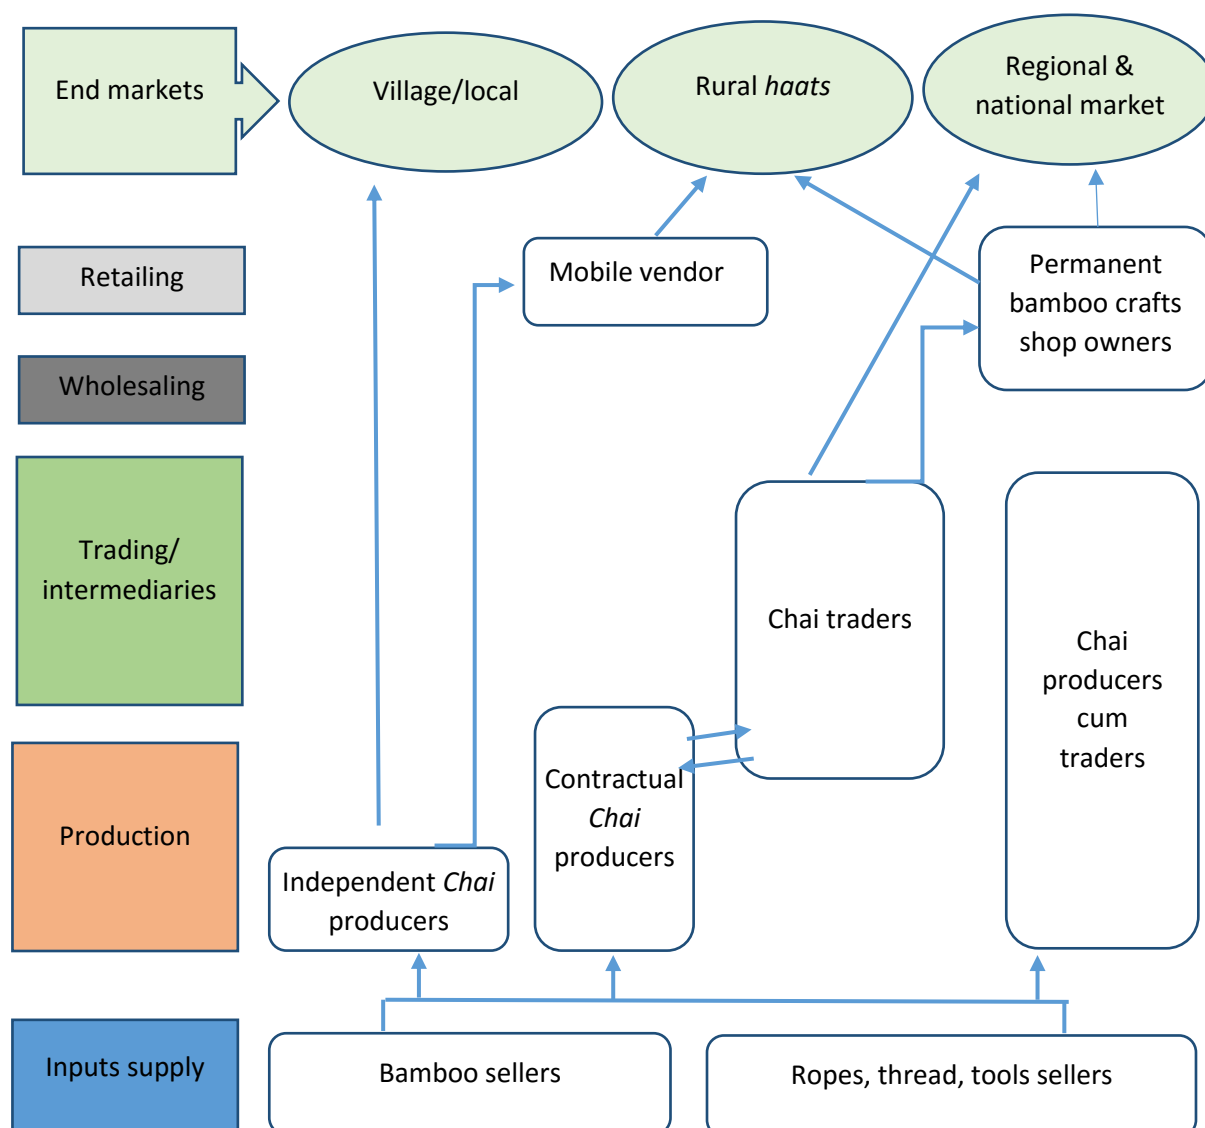 End markets
Village/local
Rural haats
Regional &
national market
Retailing
Mobile vendor
Permanent
bamboo crafts
shop owners
Wholesaling
Trading/
intermediaries
Chai traders
Chai
producers
cum
traders
Production
Independent Chai
producers
Contractual
Chai
producers
Inputs supply
Bamboo sellers
Ropes, thread, tools sellers